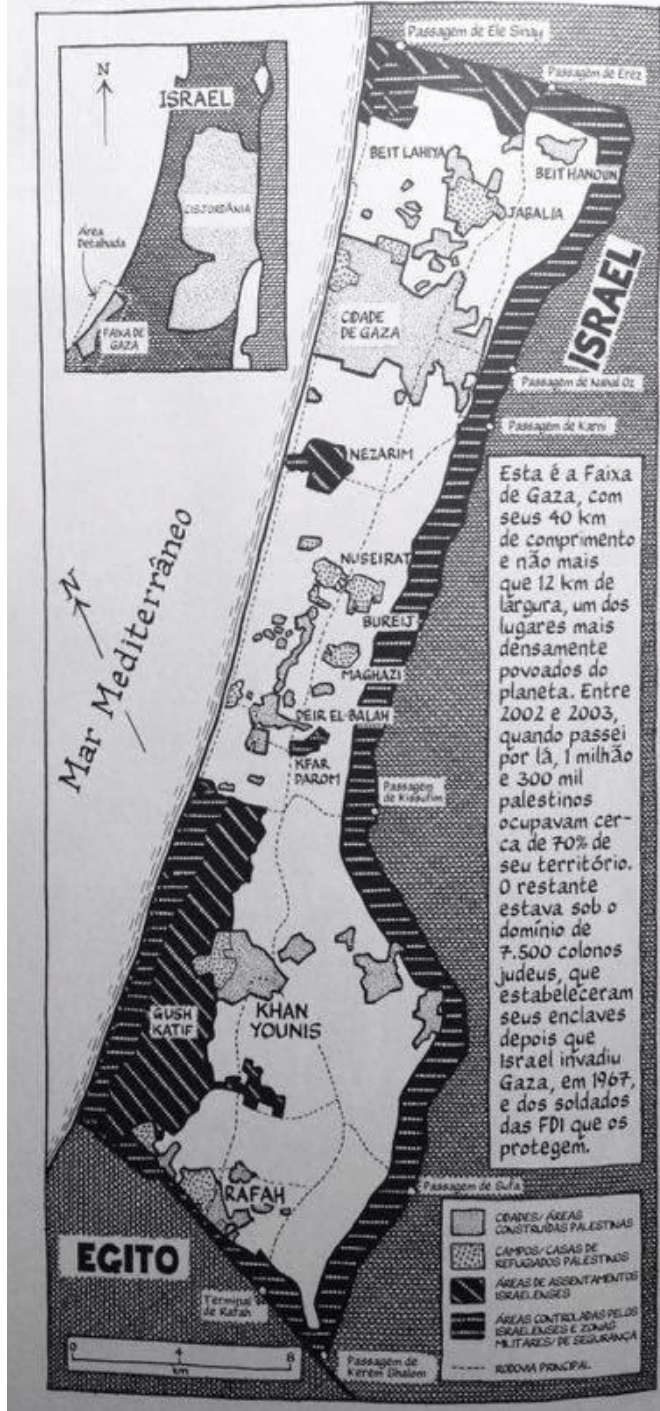 N
ISRAEL
CISJORDÂNIA
Área
Detalhada
FAIXA DE
GAZA
Passagem de Ele Sinay
Passagem de Erez
BEIT LAHIYA
BEIT HANOUN
JABALIA
CIDADE
DE GAZA
ISRAEL
Passagem de Nahal Oz
Passagem de Karni
NEZARIM
NUSEIRAT
BUREIJ
MAGHAZI
DEIR EL-BALAH
KFAR
DAROM
Passagem
de Kissufim
N
Mar Mediterrâneo
Esta é a Faixa
de Gaza, com
seus 40 km
de comprimento
e não mais
que 12 km de
largura, um dos
lugares mais
densamente
povoados do
planeta. Entre
2002 e 2003,
quando passei
por lá, 1 milhão
e 300 mil
palestinos
ocupavam cer-
ca de 70% de
seu território.
O restante
estava sob o
domínio de
7.500 colonos
judeus, que
estabeleceram
seus enclaves
depois que
Israel invadiu
Gaza, em 1967,
e dos soldados
das FDI que os
protegem.
GUSH
KATIF
KHAN
YOUNIS
RAFAH
Passagem de Sufa
EGITO
Terminal
de Rafah
Passagem de
Kerem Shalom
0 4 8
km
CIDADES/ÁREAS
CONSTRUÍDAS PALESTINAS
CAMPOS/CASAS DE
REFUGIADOS PALESTINOS
ÁREAS DE ASSENTAMENTOS
ISRAELENSES
ÁREAS CONTROLADAS PELOS
ISRAELENSES E ZONAS
MILITARES/DE SEGURANÇA
RODOVIA PRINCIPAL